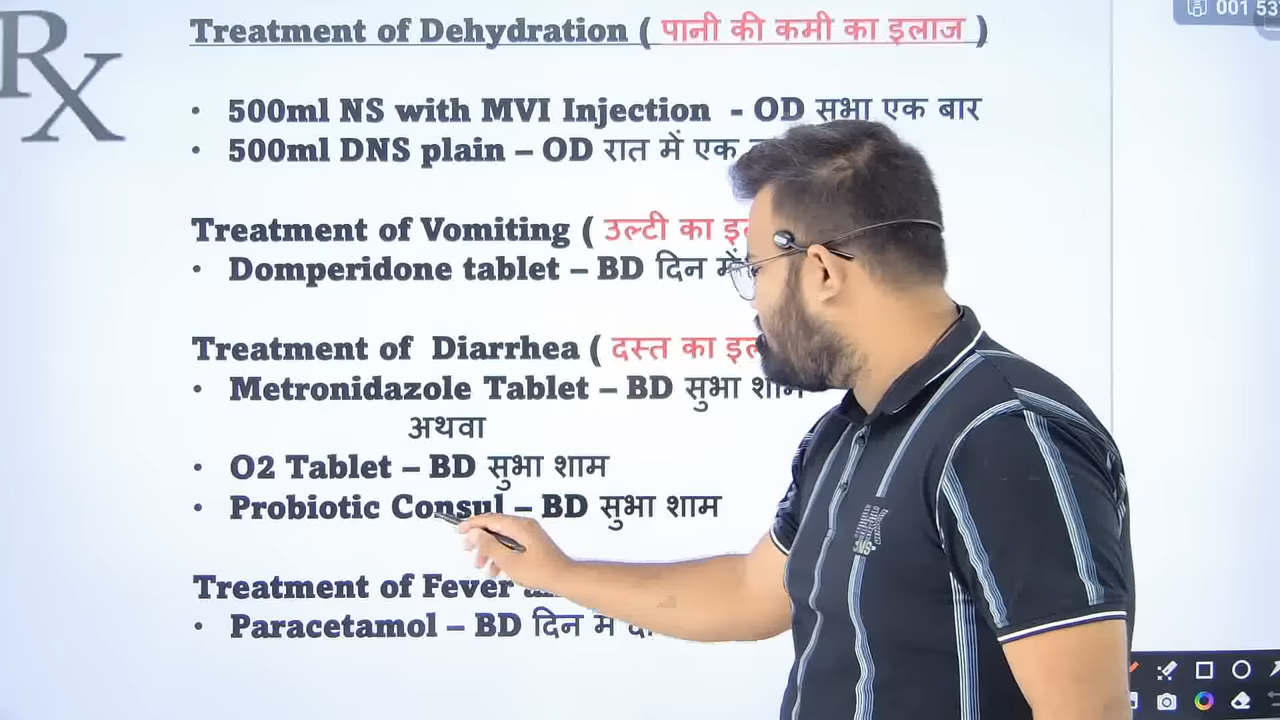 001 53
Rx
Treatment of Dehydration ( पानी की कमी का इलाज )
• 500ml NS with MVI Injection - OD सुभा एक बार
• 500ml DNS plain – OD रात में एक
Treatment of Vomiting ( उल्टी का
• Domperidone tablet – BD दिन में
Treatment of Diarrhea ( दस्त का
• Metronidazole Tablet – BD सुभा शाम
अथवा
• O2 Tablet – BD सुभा शाम
• Probiotic Consul – BD सुभा शाम
Treatment of Fever
• Paracetamol – BD दिन में